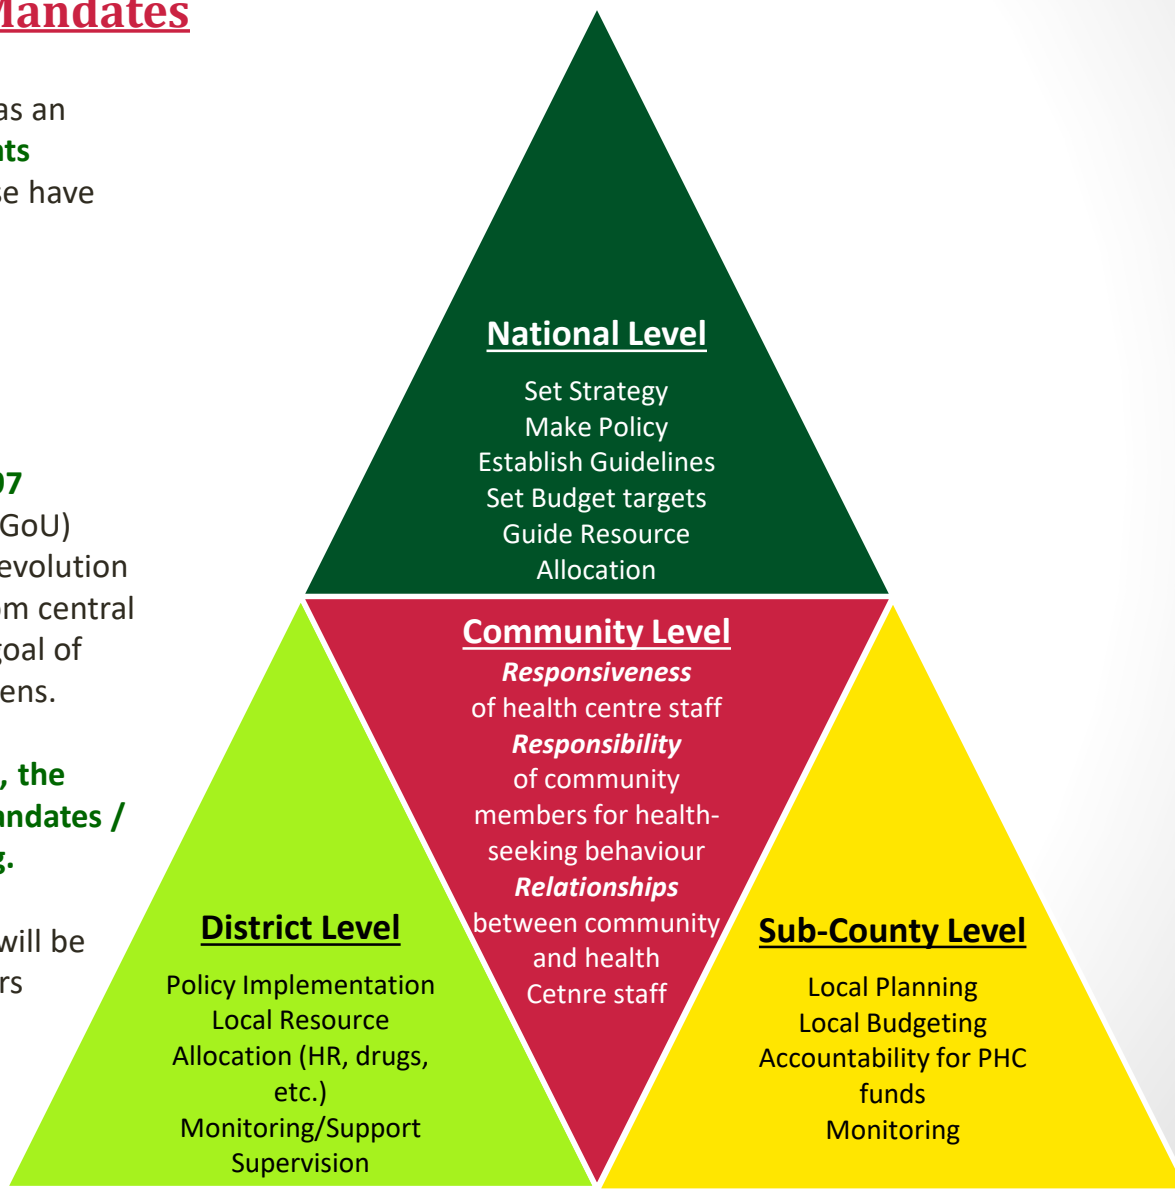 Mandates
as an
nts
se have
97
GoU)
evolution
om central
goal of
ens.
, the
andates /
g.
will be
rs
National Level
Set Strategy
Make Policy
Establish Guidelines
Set Budget targets
Guide Resource
Allocation
Community Level
Responsiveness
of health centre staff
Responsibility
of community
members for health-
seeking behaviour
Relationships
between community
and health
Cetnre staff
District Level
Policy Implementation
Local Resource
Allocation (HR, drugs,
etc.)
Monitoring/Support
Supervision
Sub-County Level
Local Planning
Local Budgeting
Accountability for PHC
funds
Monitoring